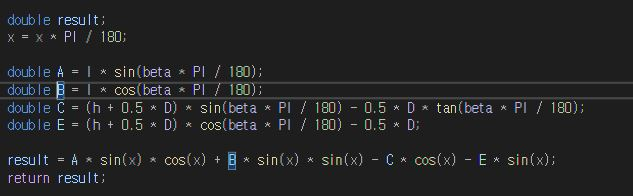 double result;
x = x * PI / 180;
double A = l * sin(beta * PI / 180);
double B = l * cos(beta * PI / 180);
double C = (h + 0.5 * D) * sin(beta * PI / 180) - 0.5 * D * tan(beta * PI / 180);
double E = (h + 0.5 * D) * cos(beta * PI / 180) - 0.5 * D;
result = A * sin(x) * cos(x) + B * sin(x) * sin(x) - C * cos(x) - E * sin(x);
return result;